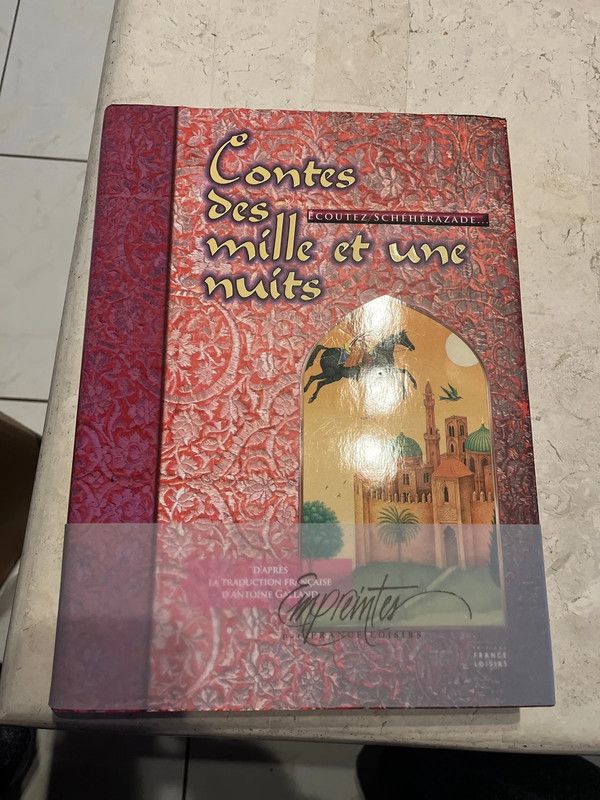 Contes
des
mille et une
nuits
ÉCOUTEZ SCHÉHÉRAZADE...
D'APRÈS
LA TRADUCTION FRANÇAISE
D'ANTOINE GALLAND
Empreintes
FRANCE LOISIRS
FRANCE
LOISIRS